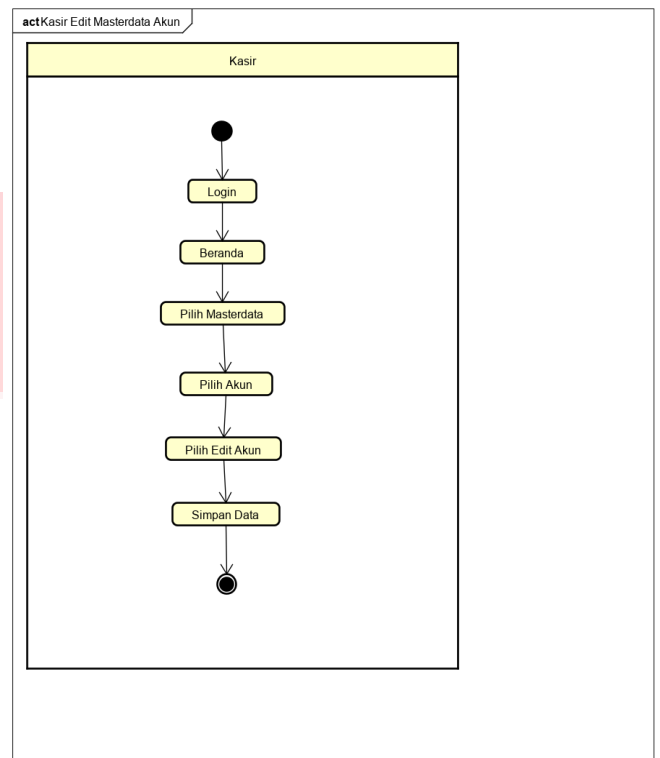 act Kasir Edit Masterdata Akun
Kasir
Login
Beranda
Pilih Masterdata
Pilih Akun
Pilih Edit Akun
Simpan Data